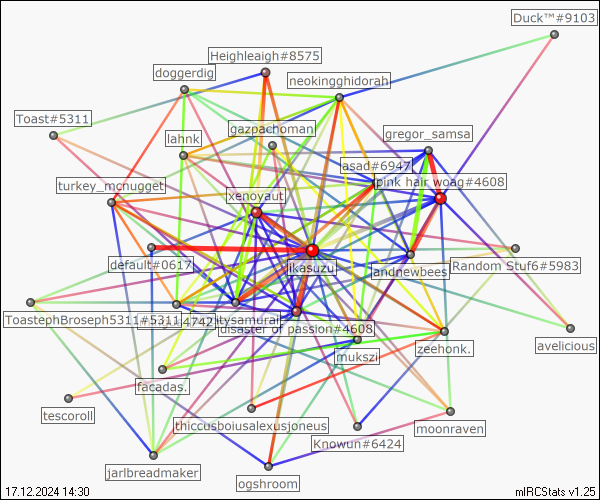 Duck™#9103
Heighleaigh#8575
doggerdig
neokingghidorah
Toast#5311
gazpachoman
gregor_samsa
lahnk
asad#6947
turkey_mcnugget
pink hair woag#4608
xenoyaut
default#0617
likasuzu
landnewbees
Random Stuf6#5983
ToastephBroseph5311#5311
4742
itysamurai
disaster of passion#4608
mukszi
zeehonk.
avelicious
facadas.
tescoroll
thiccusboiusalexusjoneus
moonraven
Knowun#6424
jarlbreadmaker
ogshroom
17.12.2024 14:30
mIRCStats v1.25